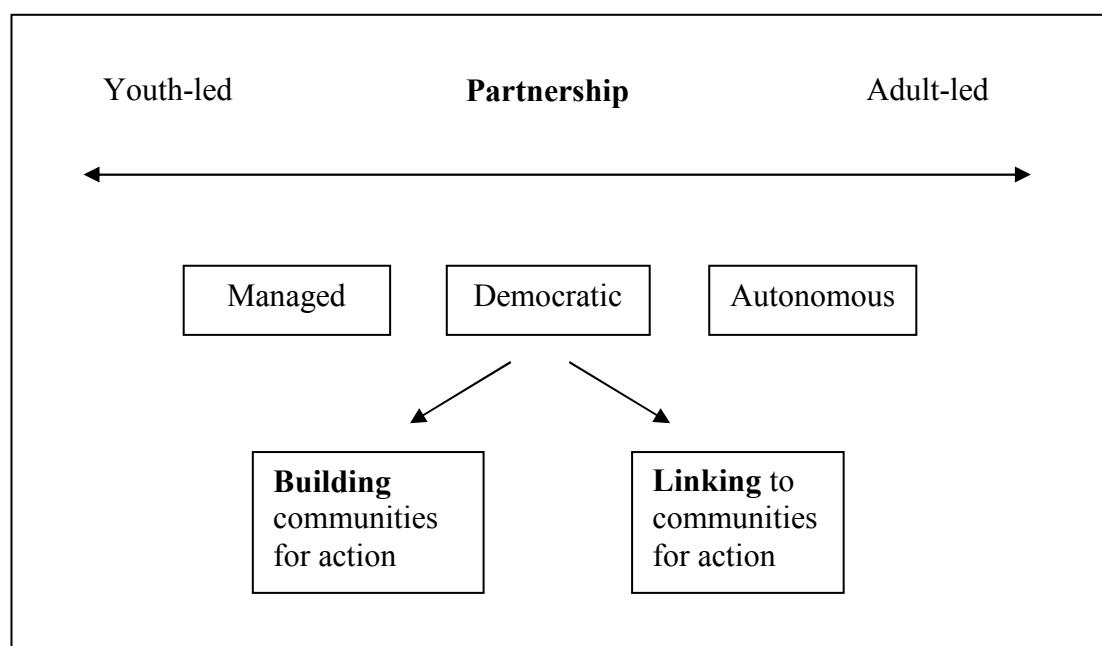 Youth-led Partnership Adult-led
Managed Democratic Autonomous
Building
communities
for action
Linking to
communities
for action